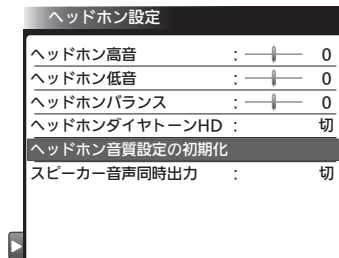 ヘッドホン設定
ヘッドホン高音 : 0
ヘッドホン低音 : 0
ヘッドホンバランス : 0
ヘッドホンダイヤトーンHD : 切
ヘッドホン音質設定の初期化
スピーカー音声同時出力 : 切